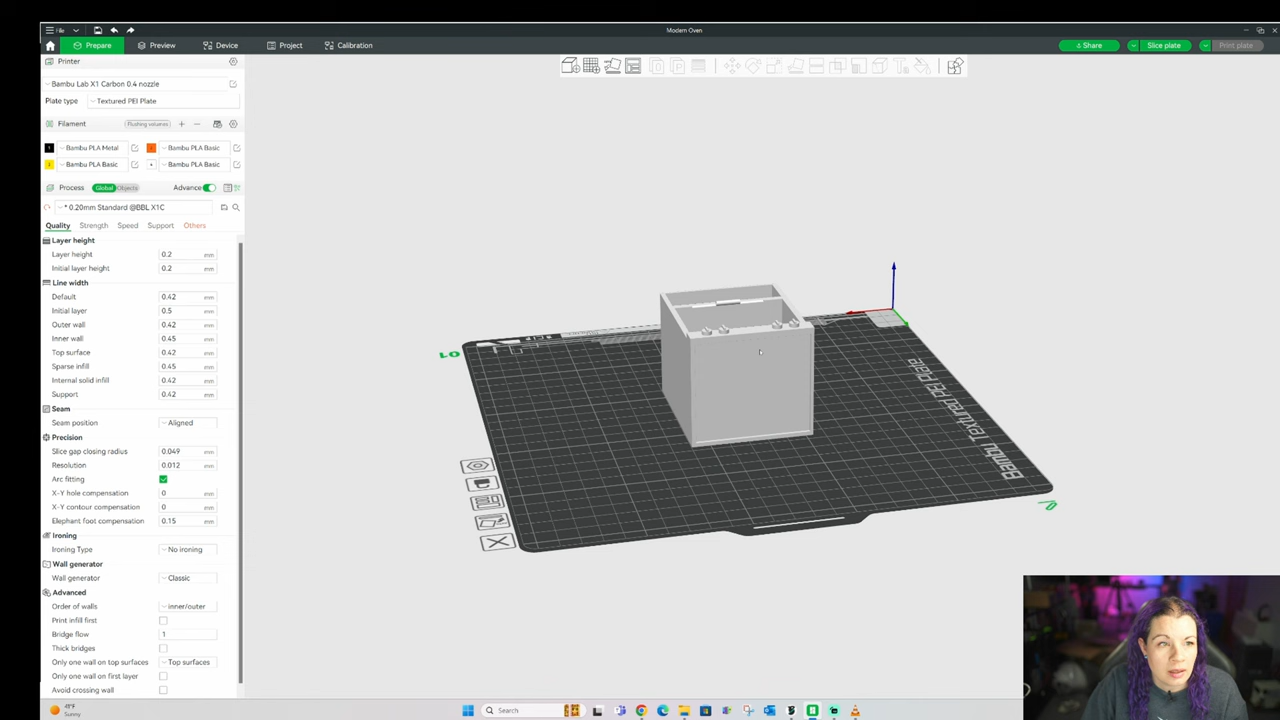 File
Modern Oven
Prepare Preview Device Project Calibration
Share Slice plate Print plate
Printer
Bambu Lab X1 Carbon 0.4 nozzle
Plate type Textured PEI Plate
Filament Flushing volumes + −
1 Bambu PLA Metal Bambu PLA Basic
Bambu PLA Basic Bambu PLA Basic
Process Global Objects Advance
* 0.20mm Standard @BBL X1C
Quality Strength Speed Support Others
Layer height
Layer height 0.2 mm
Initial layer height 0.2 mm
Line width
Default 0.42 mm
Initial layer 0.5 mm
Outer wall 0.42 mm
Inner wall 0.45 mm
Top surface 0.42 mm
Sparse infill 0.45 mm
Internal solid infill 0.42 mm
Support 0.42 mm
Seam
Seam position Aligned
Precision
Slice gap closing radius 0.049 mm
Resolution 0.012 mm
Arc fitting
X-Y hole compensation 0 mm
X-Y contour compensation 0 mm
Elephant foot compensation 0.15 mm
Ironing
Ironing Type No ironing
Wall generator
Wall generator Classic
Advanced
Order of walls inner/outer
Print infill first
Bridge flow 1
Thick bridges
Only one wall on top surfaces Top surfaces
Only one wall on first layer
Avoid crossing wall
01
Bambu Textured PEI Plate
41°F
Sunny
Search